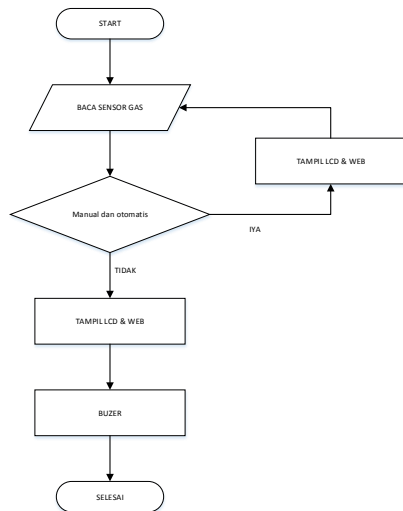 START
BACA SENSOR GAS
TAMPIL LCD & WEB
Manual dan otomatis
IYA
TIDAK
TAMPIL LCD & WEB
BUZER
SELESAI